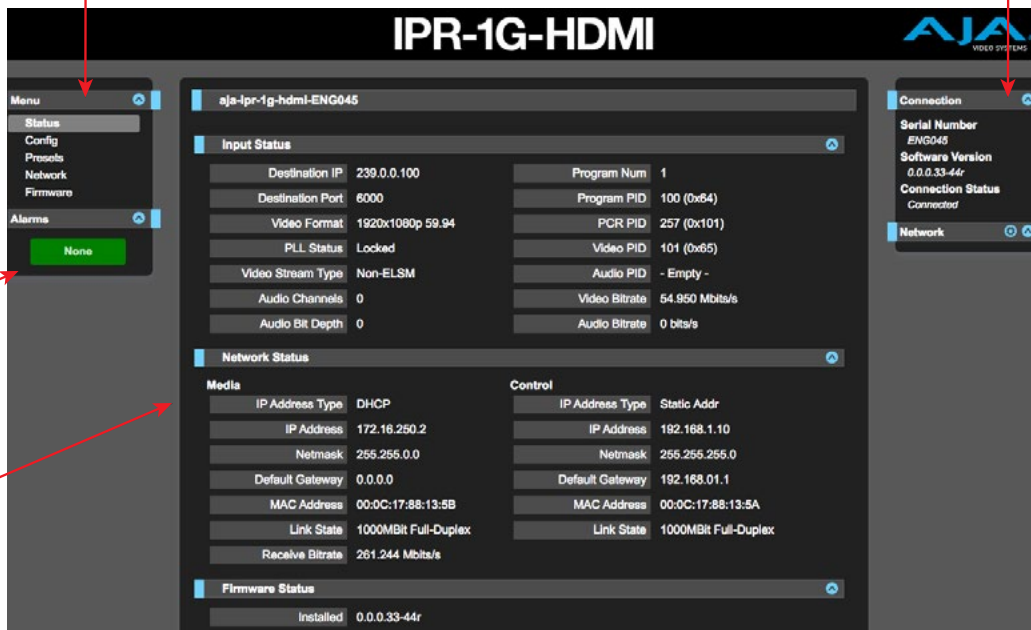 IPR-1G-HDMI
AJA
VIDEO SYSTEMS
Menu
Status
Config
Presets
Network
Firmware
Alarms
None
aja-ipr-1g-hdmi-ENG045
Input Status
Destination IP 239.0.0.100 Program Num 1
Destination Port 6000 Program PID 100 (0x64)
Video Format 1920x1080p 59.94 PCR PID 257 (0x101)
PLL Status Locked Video PID 101 (0x65)
Video Stream Type Non-ELSM Audio PID - Empty -
Audio Channels 0 Video Bitrate 54.950 Mbits/s
Audio Bit Depth 0 Audio Bitrate 0 bits/s
Network Status
Media Control
IP Address Type DHCP IP Address Type Static Addr
IP Address 172.16.250.2 IP Address 192.168.1.10
Netmask 255.255.0.0 Netmask 255.255.255.0
Default Gateway 0.0.0.0 Default Gateway 192.168.01.1
MAC Address 00:0C:17:88:13:5B MAC Address 00:0C:17:88:13:5A
Link State 1000MBit Full-Duplex Link State 1000MBit Full-Duplex
Receive Bitrate 261.244 Mbits/s
Firmware Status
Installed 0.0.0.33-44r
Connection
Serial Number
ENG045
Software Version
0.0.0.33-44r
Connection Status
Connected
Network